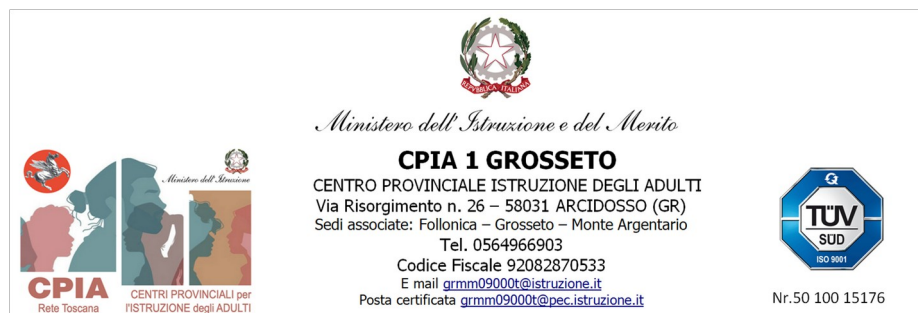 REPVBBLICA ITALIANA
Ministero dell'Istruzione e del Merito
CPIA 1 GROSSETO
CENTRO PROVINCIALE ISTRUZIONE DEGLI ADULTI
Via Risorgimento n. 26 – 58031 ARCIDOSSO (GR)
Sedi associate: Follonica – Grosseto – Monte Argentario
Tel. 0564966903
Codice Fiscale 92082870533
E mail grmm09000t@istruzione.it
Posta certificata grmm09000t@pec.istruzione.it
Ministero dell'Istruzione
CPIA
Rete Toscana
CENTRI PROVINCIALI per
l'ISTRUZIONE degli ADULTI
TÜV
SÜD
ISO 9001
Nr.50 100 15176